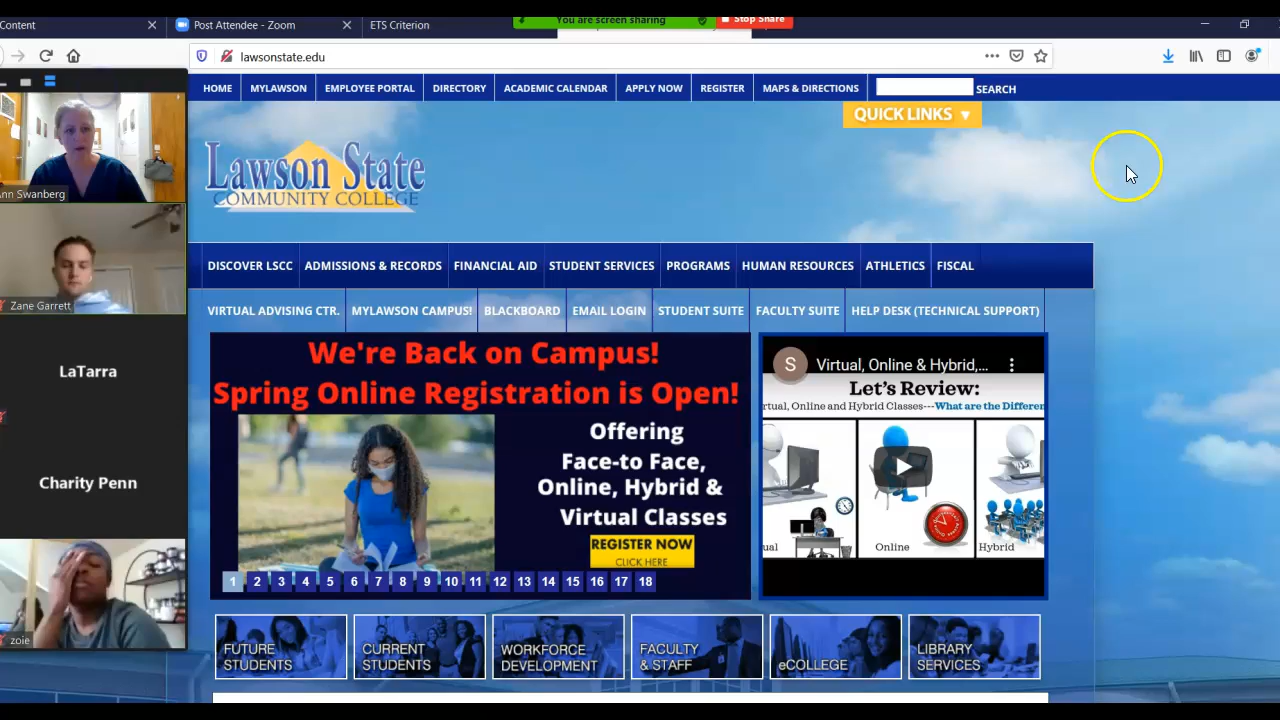 Content
Post Attendee - Zoom
ETS Criterion
You are screen sharing
Stop Share
lawsonstate.edu
HOME
MYLAWSON
EMPLOYEE PORTAL
DIRECTORY
ACADEMIC CALENDAR
APPLY NOW
REGISTER
MAPS & DIRECTIONS
SEARCH
QUICK LINKS
Lawson State
COMMUNITY COLLEGE
DISCOVER LSCC
ADMISSIONS & RECORDS
FINANCIAL AID
STUDENT SERVICES
PROGRAMS
HUMAN RESOURCES
ATHLETICS
FISCAL
VIRTUAL ADVISING CTR.
MYLAWSON CAMPUS!
BLACKBOARD
EMAIL LOGIN
STUDENT SUITE
FACULTY SUITE
HELP DESK (TECHNICAL SUPPORT)
We're Back on Campus!
Spring Online Registration is Open!
Offering
Face-to Face,
Online, Hybrid &
Virtual Classes
REGISTER NOW
CLICK HERE
1 2 3 4 5 6 7 8 9 10 11 12 13 14 15 16 17 18
S
Virtual, Online & Hybrid,...
Let's Review:
rtual, Online and Hybrid Classes---What are the Differen
ual
Online
Hybrid
FUTURE
STUDENTS
CURRENT
STUDENTS
WORKFORCE
DEVELOPMENT
FACULTY
& STAFF
eCOLLEGE
LIBRARY
SERVICES
nn Swanberg
Zane Garrett
LaTarra
Charity Penn
zoie